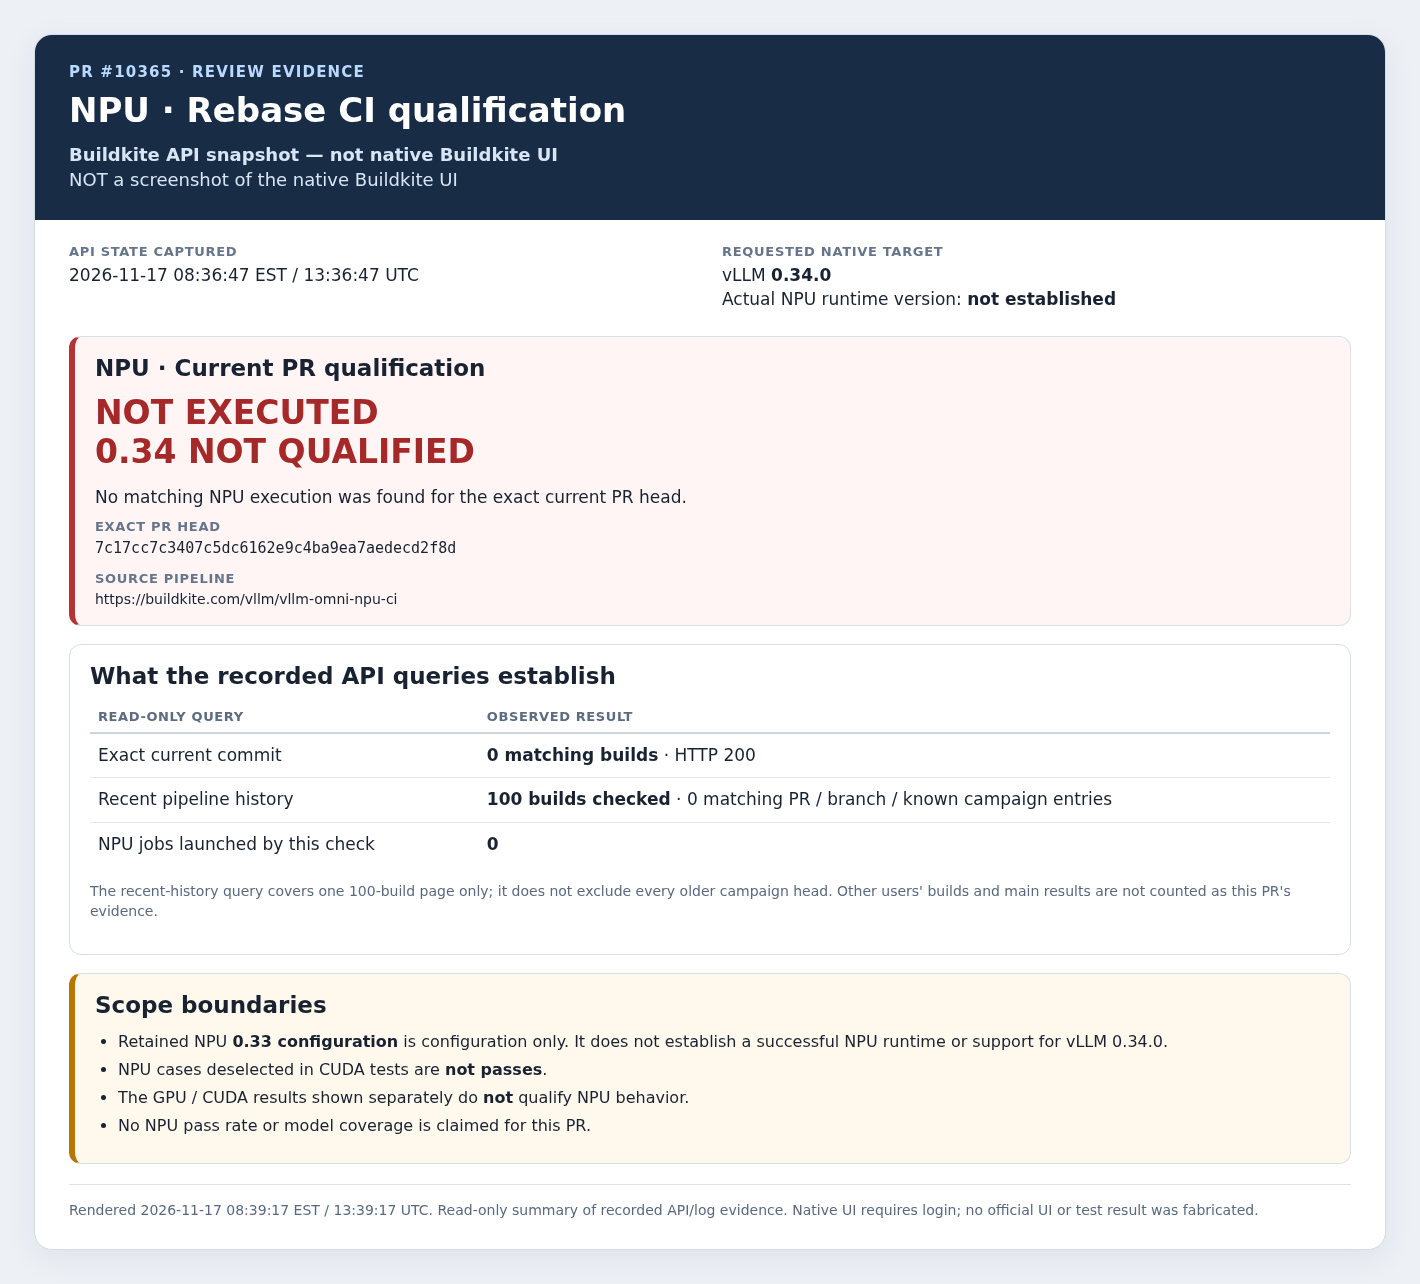 PR #10365 · REVIEW EVIDENCE
NPU · Rebase CI qualification
Buildkite API snapshot — not native Buildkite UI
NOT a screenshot of the native Buildkite UI
API STATE CAPTURED
2026-11-17 08:36:47 EST / 13:36:47 UTC
REQUESTED NATIVE TARGET
vLLM 0.34.0
Actual NPU runtime version: not established
NPU · Current PR qualification
NOT EXECUTED
0.34 NOT QUALIFIED
No matching NPU execution was found for the exact current PR head.
EXACT PR HEAD
7c17cc7c3407c5dc6162e9c4ba9ea7aedecd2f8d
SOURCE PIPELINE
https://buildkite.com/vllm/vllm-omni-npu-ci
What the recorded API queries establish
READ-ONLY QUERY OBSERVED RESULT
Exact current commit 0 matching builds · HTTP 200
Recent pipeline history 100 builds checked · 0 matching PR / branch / known campaign entries
NPU jobs launched by this check 0
The recent-history query covers one 100-build page only; it does not exclude every older campaign head. Other users' builds and main results are not counted as this PR's
evidence.
Scope boundaries
• Retained NPU 0.33 configuration is configuration only. It does not establish a successful NPU runtime or support for vLLM 0.34.0.
• NPU cases deselected in CUDA tests are not passes.
• The GPU / CUDA results shown separately do not qualify NPU behavior.
• No NPU pass rate or model coverage is claimed for this PR.
Rendered 2026-11-17 08:39:17 EST / 13:39:17 UTC. Read-only summary of recorded API/log evidence. Native UI requires login; no official UI or test result was fabricated.